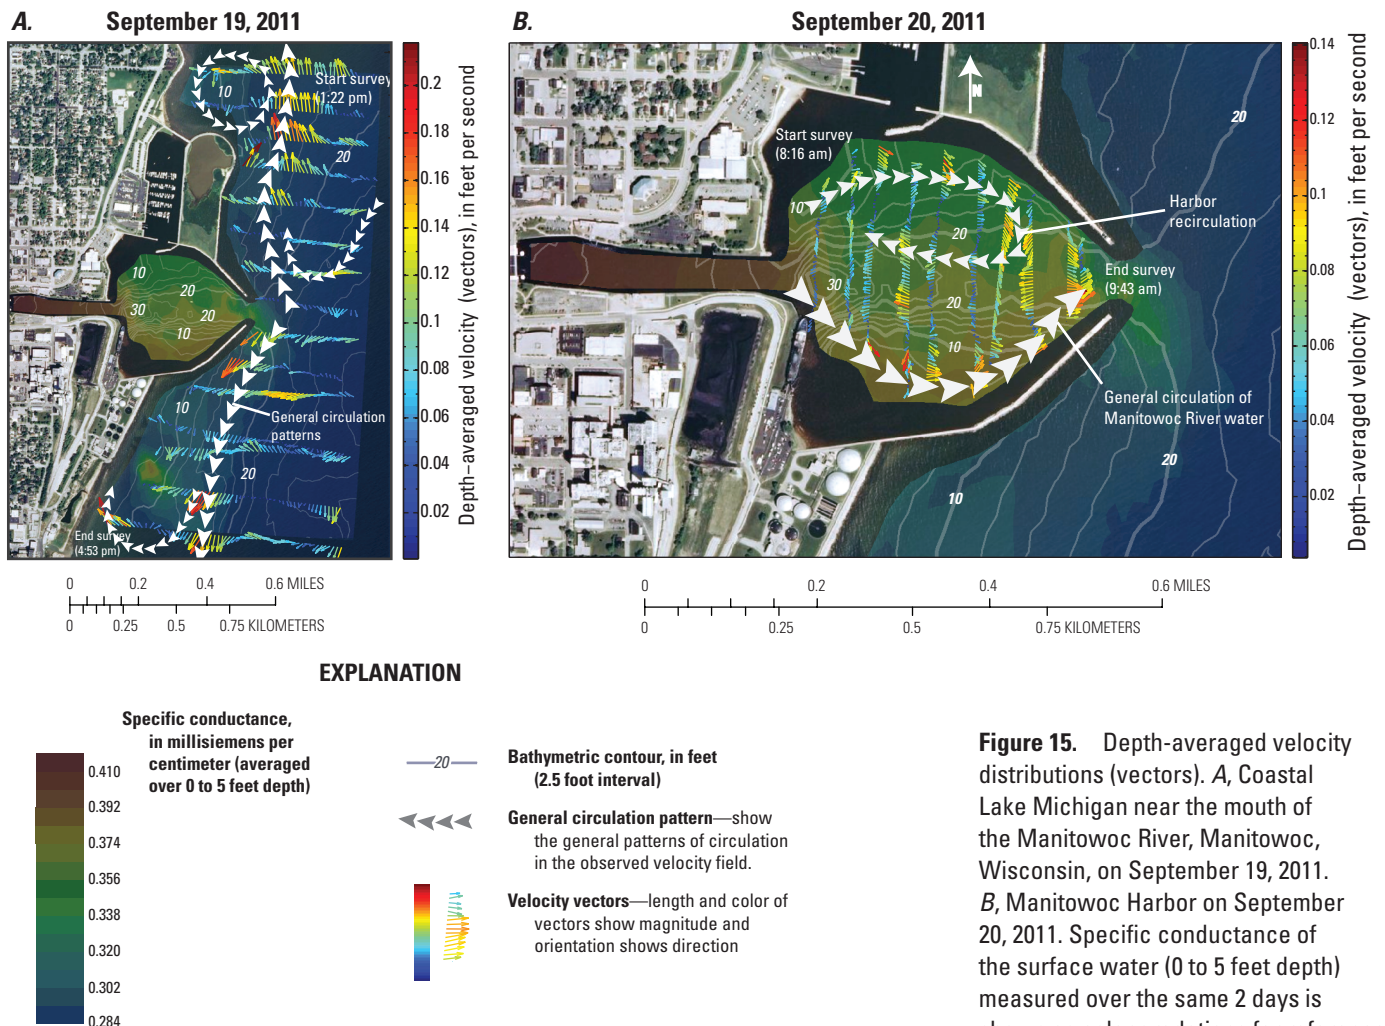 A. September 19, 2011
Start survey
(1:22 pm)
10
20
10
20
30
20
10
10
General circulation
patterns
20
End survey
(4:53 pm)
0.2
0.18
0.16
0.14
0.12
0.1
0.08
0.06
0.04
0.02
Depth–averaged velocity (vectors), in feet per second
0 0.2 0.4 0.6 MILES
0 0.25 0.5 0.75 KILOMETERS
B. September 20, 2011
N
20
Start survey
(8:16 am)
10
Harbor
recirculation
20
End survey
(9:43 am)
30
20
10
General circulation of
Manitowoc River water
20
10
0.14
0.12
0.1
0.08
0.06
0.04
0.02
Depth–averaged velocity (vectors), in feet per second
0 0.2 0.4 0.6 MILES
0 0.25 0.5 0.75 KILOMETERS
EXPLANATION
Specific conductance,
in millisiemens per
centimeter (averaged
over 0 to 5 feet depth)
0.410
0.392
0.374
0.356
0.338
0.320
0.302
0.284
20
Bathymetric contour, in feet
(2.5 foot interval)
General circulation pattern—show
the general patterns of circulation
in the observed velocity field.
Velocity vectors—length and color of
vectors show magnitude and
orientation shows direction
Figure 15. Depth-averaged velocity
distributions (vectors). A, Coastal
Lake Michigan near the mouth of
the Manitowoc River, Manitowoc,
Wisconsin, on September 19, 2011.
B, Manitowoc Harbor on September
20, 2011. Specific conductance of
the surface water (0 to 5 feet depth)
measured over the same 2 days is